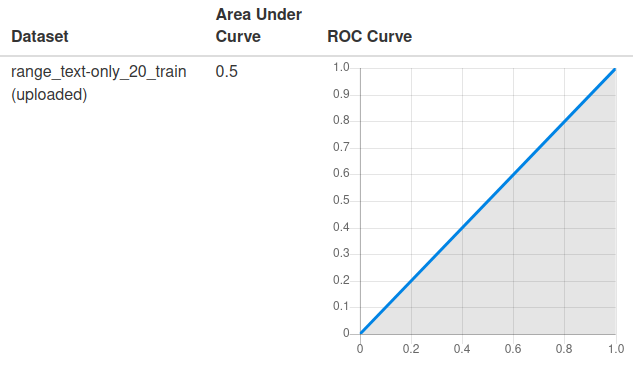 Dataset
Area Under
Curve
ROC Curve
range_text-only_20_train
(uploaded)
0.5
1.0
0.9
0.8
0.7
0.6
0.5
0.4
0.3
0.2
0.1
0
0 0.2 0.4 0.6 0.8 1.0